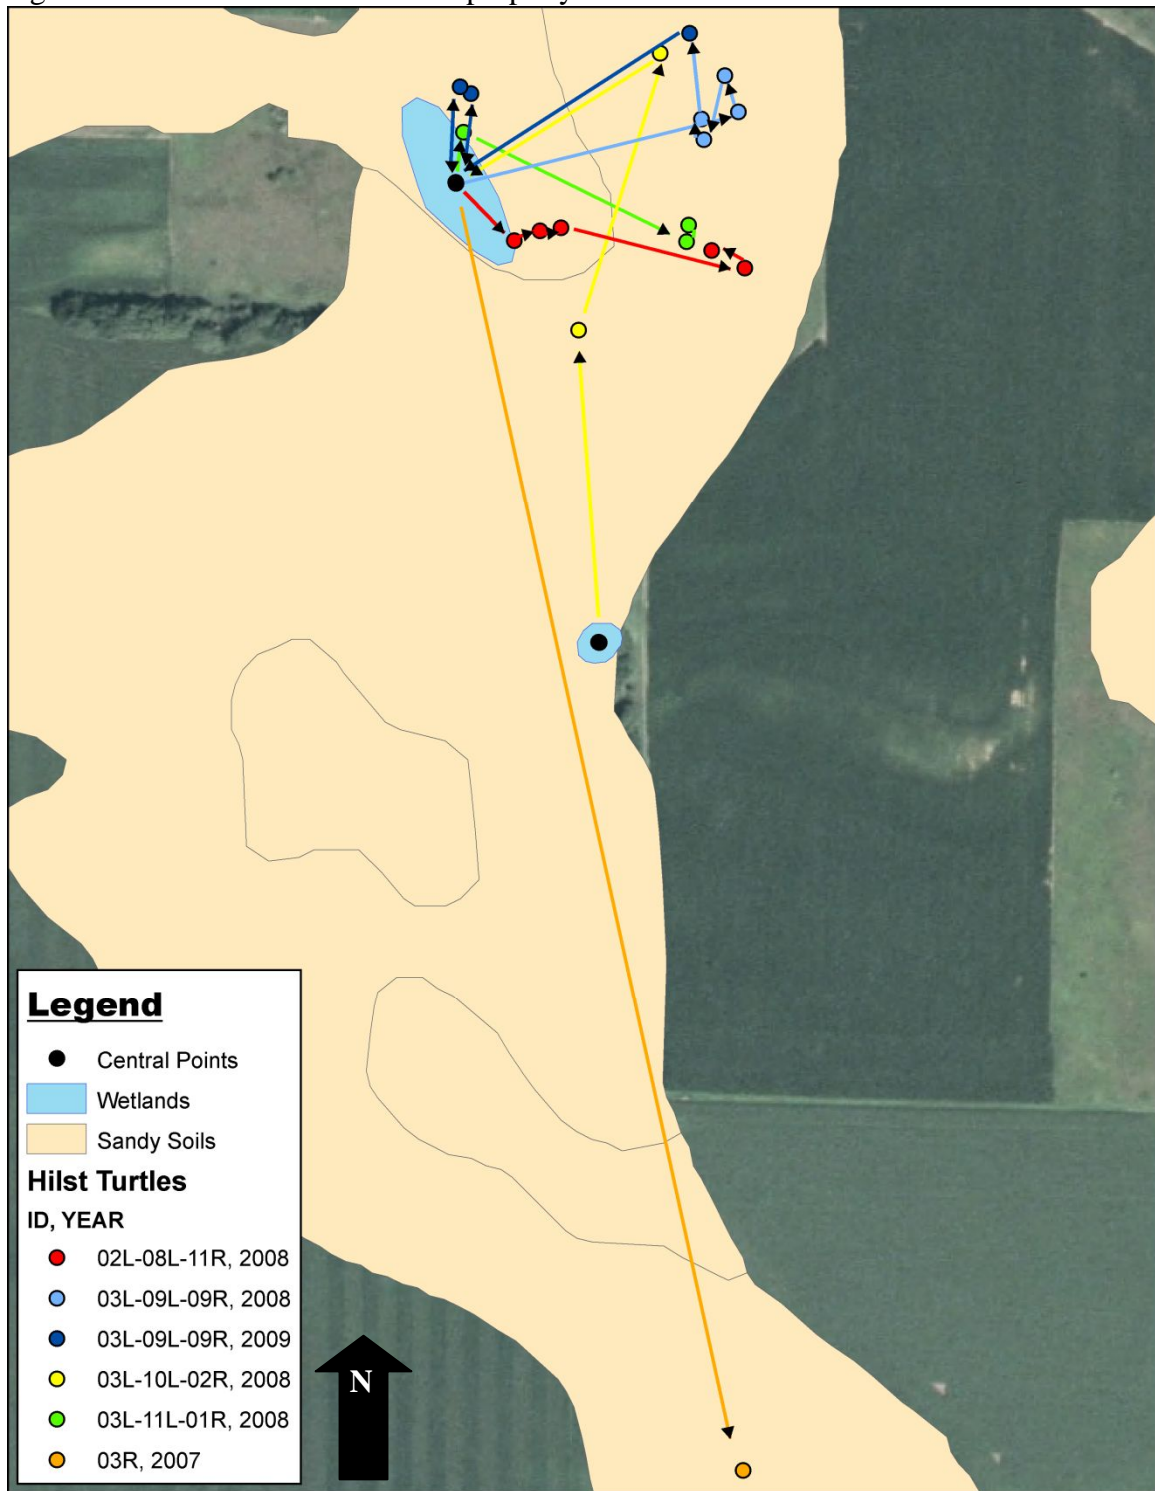 property
Legend
Central Points
Wetlands
Sandy Soils
Hilst Turtles
ID, YEAR
02L-08L-11R, 2008
03L-09L-09R, 2008
03L-09L-09R, 2009
03L-10L-02R, 2008
03L-11L-01R, 2008
03R, 2007
N